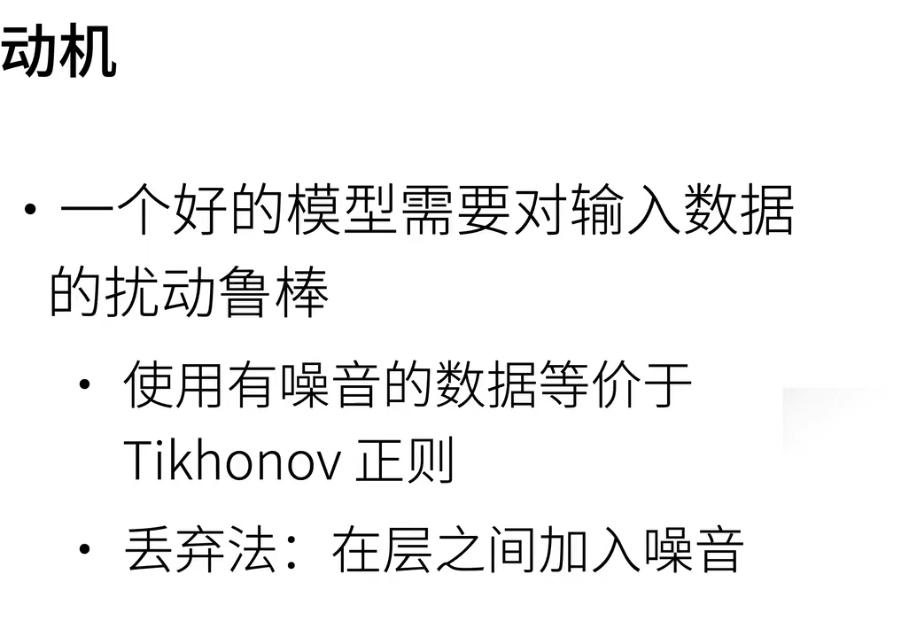 动机
• 一个好的模型需要对输入数据
的扰动鲁棒
• 使用有噪音的数据等价于
Tikhonov 正则
• 丢弃法：在层之间加入噪音